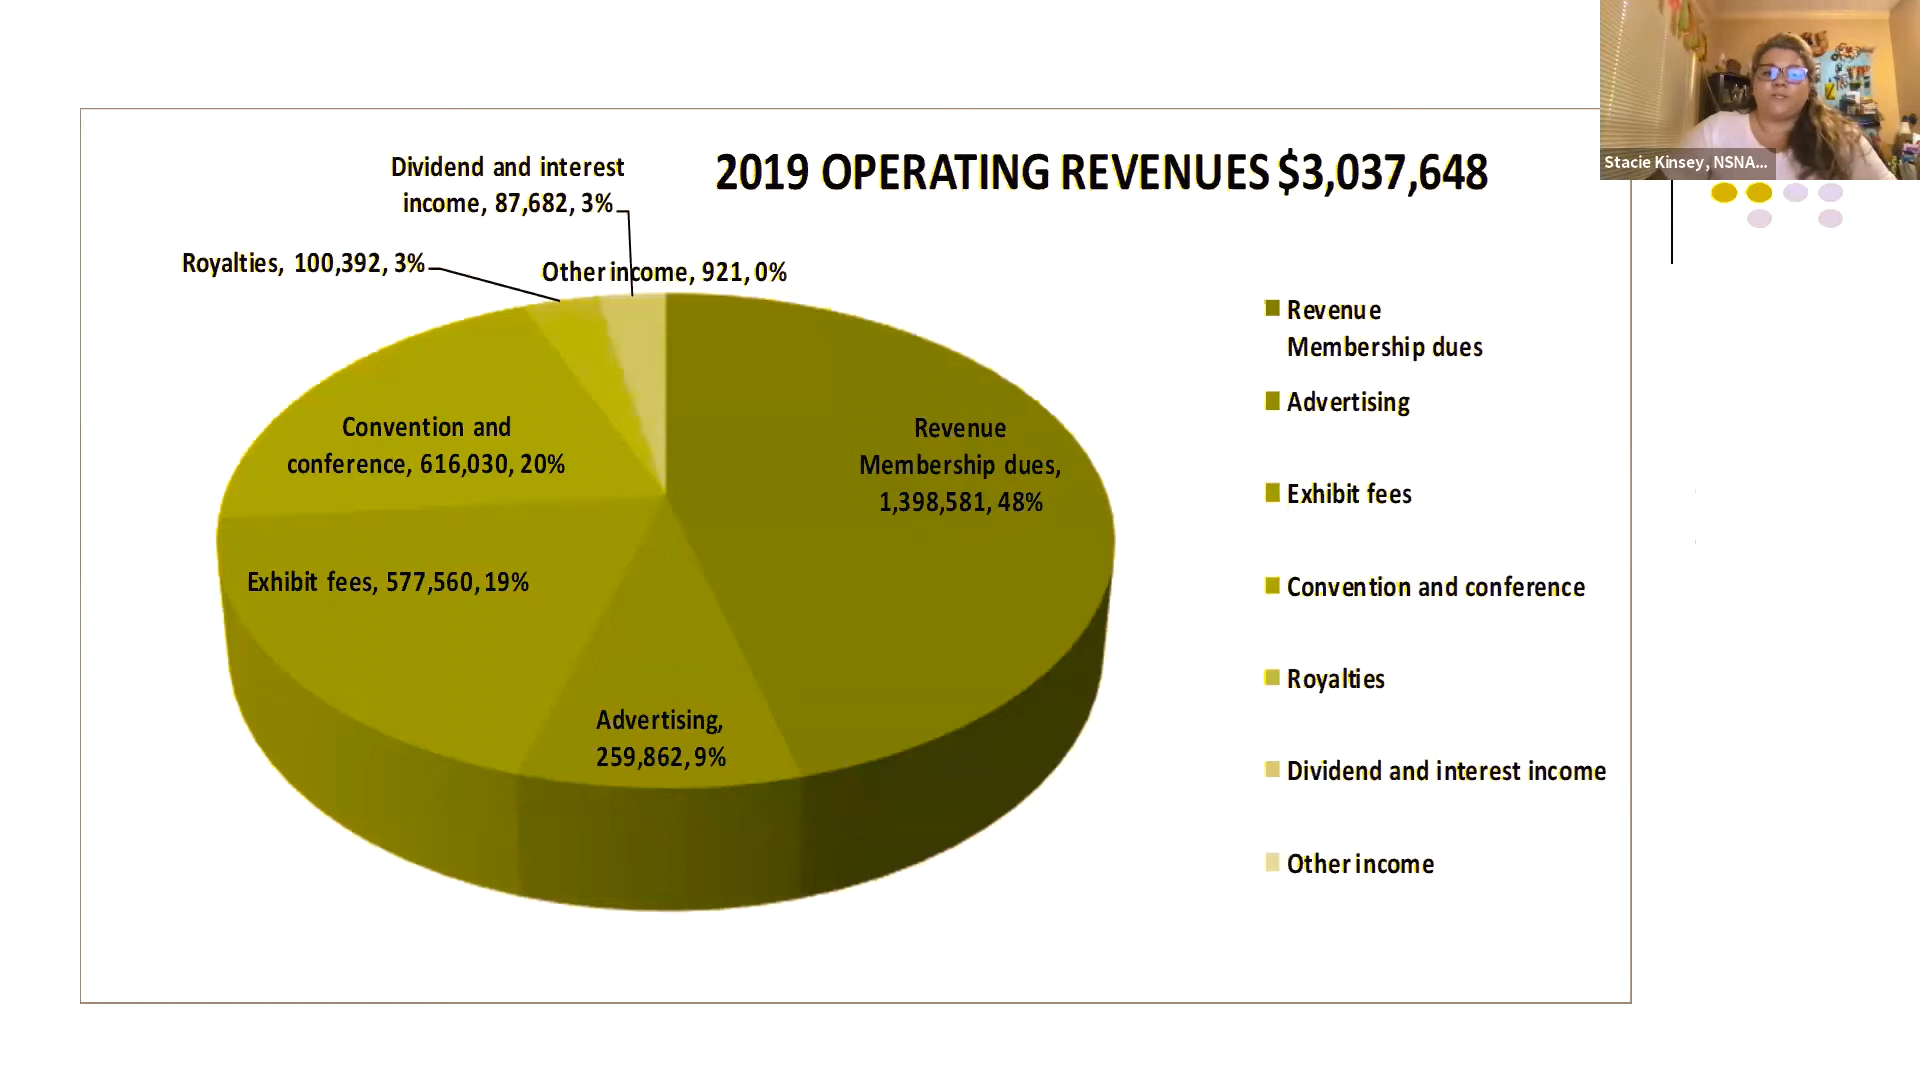 Stacie Kinsey, NSNA...
2019 OPERATING REVENUES $3,037,648
Dividend and interest
income, 87,682, 3%
Royalties, 100,392, 3%
Other income, 921, 0%
Convention and
conference, 616,030, 20%
Revenue
Membership dues,
1,398,581, 48%
Exhibit fees, 577,560, 19%
Advertising,
259,862, 9%
Revenue
Membership dues
Advertising
Exhibit fees
Convention and conference
Royalties
Dividend and interest income
Other income